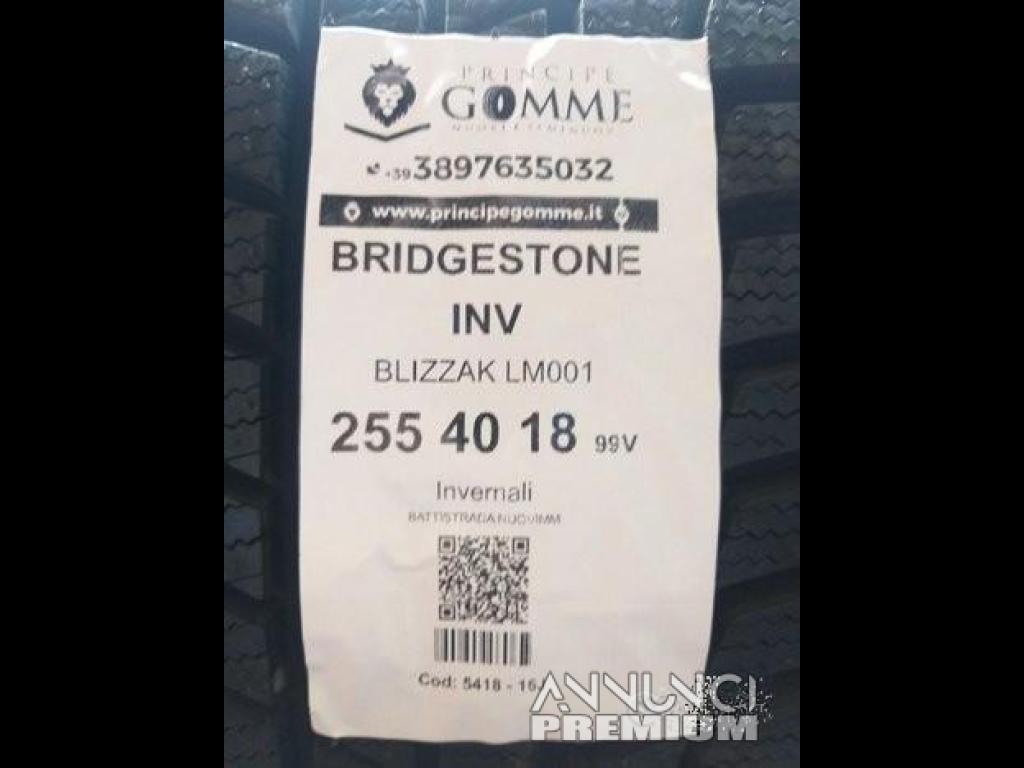 PRINCIPE
GOMME
+39 3897635032
www.principegomme.it
BRIDGESTONE
INV
BLIZZAK LM001
255 40 18 99V
Invernali
BATTISTRADA
Cod: 5418 -
ANNUNCI
PREMIUM